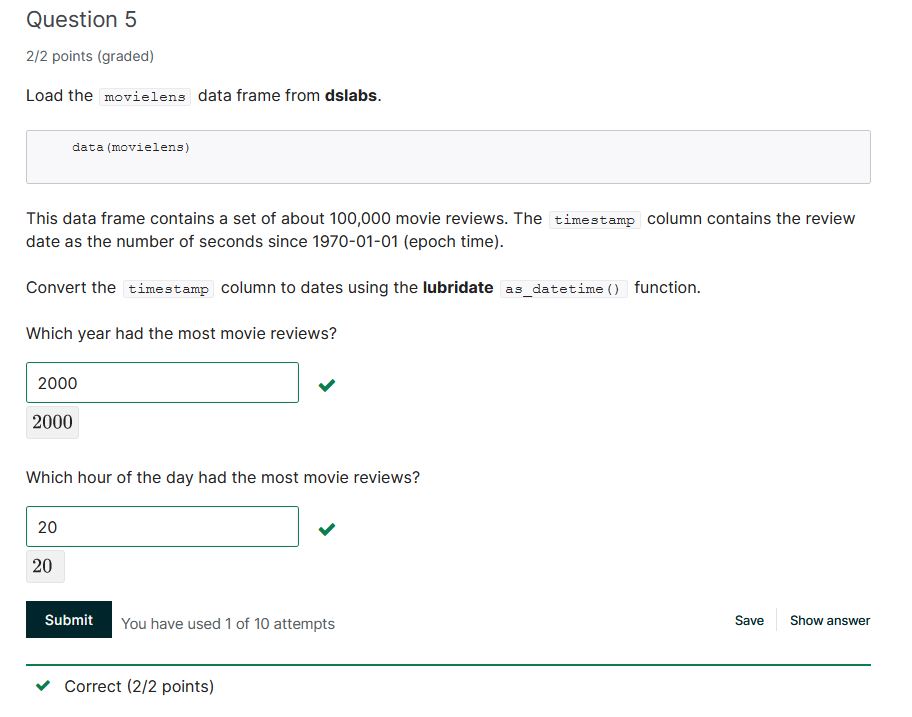 Question 5
2/2 points (graded)
Load the movielens data frame from dslabs.
data(movielens)
This data frame contains a set of about 100,000 movie reviews. The timestamp column contains the review
date as the number of seconds since 1970-01-01 (epoch time).
Convert the timestamp column to dates using the lubridate as_datetime() function.
Which year had the most movie reviews?
2000
2000
Which hour of the day had the most movie reviews?
20
20
Submit You have used 1 of 10 attempts Save Show answer
Correct (2/2 points)